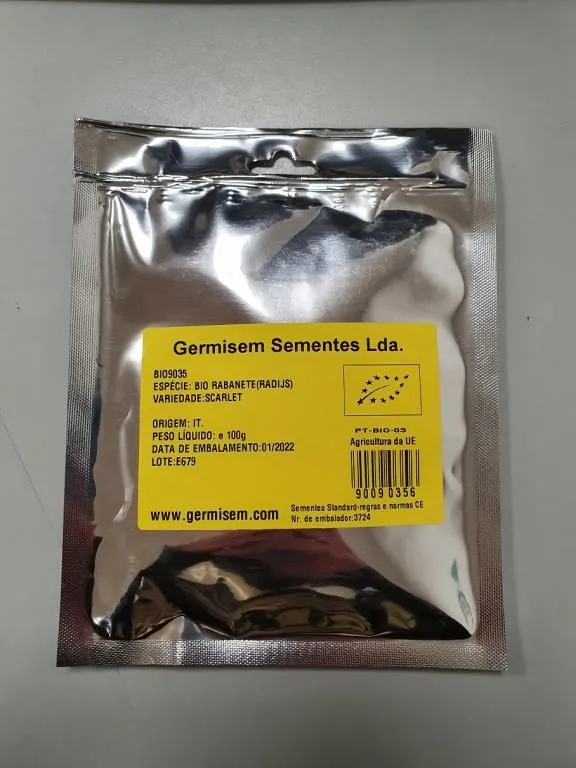 Germisem Sementes Lda.
BIO9035
ESPÉCIE: BIO RABANETE(RADIJS)
VARIEDADE:SCARLET
ORIGEM: IT.
PESO LÍQUIDO: e 100g
DATA DE EMBALAMENTO:01/2022
LOTE:E679
PT-BIO-03
Agricultura da UE
9009 0356
www.germisem.com
Sementes Standard-regras e normas CE
Nr. de embalador:3724